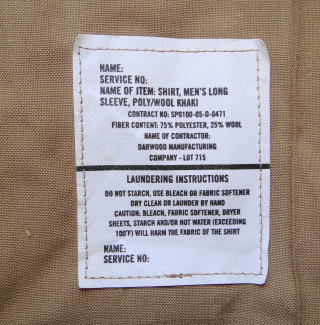 NAME:
SERVICE NO:
NAME OF ITEM: SHIRT, MEN'S LONG
SLEEVE, POLY/WOOL KHAKI
CONTRACT NO: SP0100-05-D-0471
FIBER CONTENT: 75% POLYESTER, 25% WOOL
NAME OF CONTRACTOR:
DARWOOD MANUFACTURING
COMPANY - LOT 715
LAUNDERING INSTRUCTIONS
DO NOT STARCH, USE BLEACH OR FABRIC SOFTENER
DRY CLEAN OR LAUNDER BY HAND
CAUTION: BLEACH, FABRIC SOFTENER, DRYER
SHEETS, STARCH AND/OR HOT WATER (EXCEEDING
100°F) WILL HARM THE FABRIC OF THE SHIRT
NAME:
SERVICE NO: